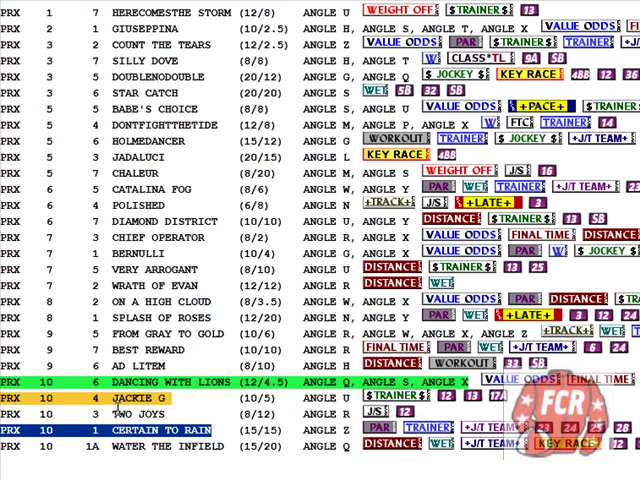 PRX 1 7 HERECOMESTHE STORM (12/8) ANGLE U WEIGHT OFF $TRAINER$ 13
PRX 2 1 GIUSEPPINA (10/2.5) ANGLE H, ANGLE S, ANGLE T, ANGLE X VALUE ODDS PAR
PRX 3 2 COUNT THE TEARS (12/2.5) ANGLE Z VALUE ODDS PAR $TRAINER$ TRAINER
PRX 3 7 SILLY DOVE (8/8) ANGLE H, ANGLE T W CLASS*TL 9A 5B
PRX 3 5 DOUBLENODOUBLE (20/12) ANGLE G, ANGLE Q $ JOCKEY $ KEY RACE 4BB 12 36
PRX 3 6 STAR CATCH (20/20) ANGLE S WET 5B 32 5B
PRX 5 5 BABE'S CHOICE (8/8) ANGLE S, ANGLE U VALUE ODDS +PACE+ $TRAINER
PRX 5 4 DONTFIGHTTHETIDE (12/8) ANGLE M, ANGLE P, ANGLE X W FTC TRAINER 14
PRX 5 6 HOLMEDANCER (15/12) ANGLE G WORKOUT TRAINER $ JOCKEY $ +J/T TEAM+
PRX 5 3 JADALUCI (20/15) ANGLE L KEY RACE 4BB
PRX 5 7 CHALEUR (8/20) ANGLE M, ANGLE S WEIGHT OFF J/S 16
PRX 6 5 CATALINA FOG (8/6) ANGLE W, ANGLE Y PAR WET TRAINER +J/T TEAM+
PRX 6 4 POLISHED (6/8) ANGLE N +TRACK+ J/S +LATE+ 3
PRX 6 7 DIAMOND DISTRICT (10/10) ANGLE U, ANGLE Y DISTANCE $TRAINER$ 13 5B
PRX 7 3 CHIEF OPERATOR (8/2) ANGLE R, ANGLE X VALUE ODDS FINAL TIME DISTANCE
PRX 7 1 BERNULLI (10/4) ANGLE G, ANGLE X VALUE ODDS PAR W $ JOCKEY $
PRX 7 5 VERY ARROGANT (8/10) ANGLE U DISTANCE $TRAINER$ 13 25
PRX 7 2 WRATH OF EVAN (12/12) ANGLE R DISTANCE WET
PRX 8 2 ON A HIGH CLOUD (8/3.5) ANGLE W, ANGLE X VALUE ODDS DISTANCE PAR
PRX 8 1 SPLASH OF ROSES (12/20) ANGLE N, ANGLE Y PAR WET +LATE+ 3 12 24
PRX 9 5 FROM GRAY TO GOLD (10/6) ANGLE R, ANGLE W, ANGLE X, ANGLE Z +TRACK+ WET
PRX 9 7 BEST REWARD (10/8) ANGLE R FINAL TIME PAR WET +J/T TEAM+ 6 24
PRX 9 6 AD LITEM (8/10) ANGLE H DISTANCE WORKOUT 33 5B
PRX 10 6 DANCING WITH LIONS (12/4.5) ANGLE Q, ANGLE S, ANGLE X VALUE ODDS FINAL TIME
PRX 10 4 JACKIE G (10/5) ANGLE U $TRAINER$ 12 13 17A
PRX 10 3 TWO JOYS (8/12) ANGLE R J/S 12
PRX 10 1 CERTAIN TO RAIN (15/15) ANGLE Z PAR TRAINER +J/T TEAM+ 23 24 25
PRX 10 1A WATER THE INFIELD (15/20) ANGLE Q DISTANCE WET +J/T TEAM+ KEY RACE 12
FCR